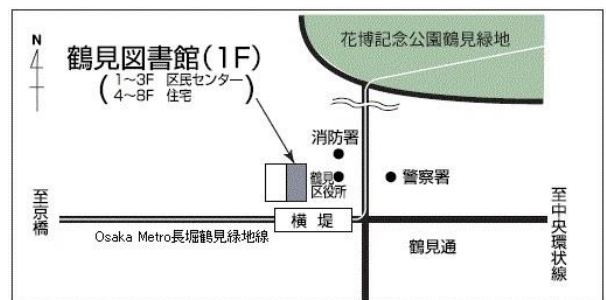 N
花博記念公園鶴見緑地
鶴見図書館(1F)
(1～3F 区民センター
4～8F 住宅)
消防署
鶴見
区役所
警察署
至京橋
至中央環状線
横堤
Osaka Metro長堀鶴見緑地線
鶴見通